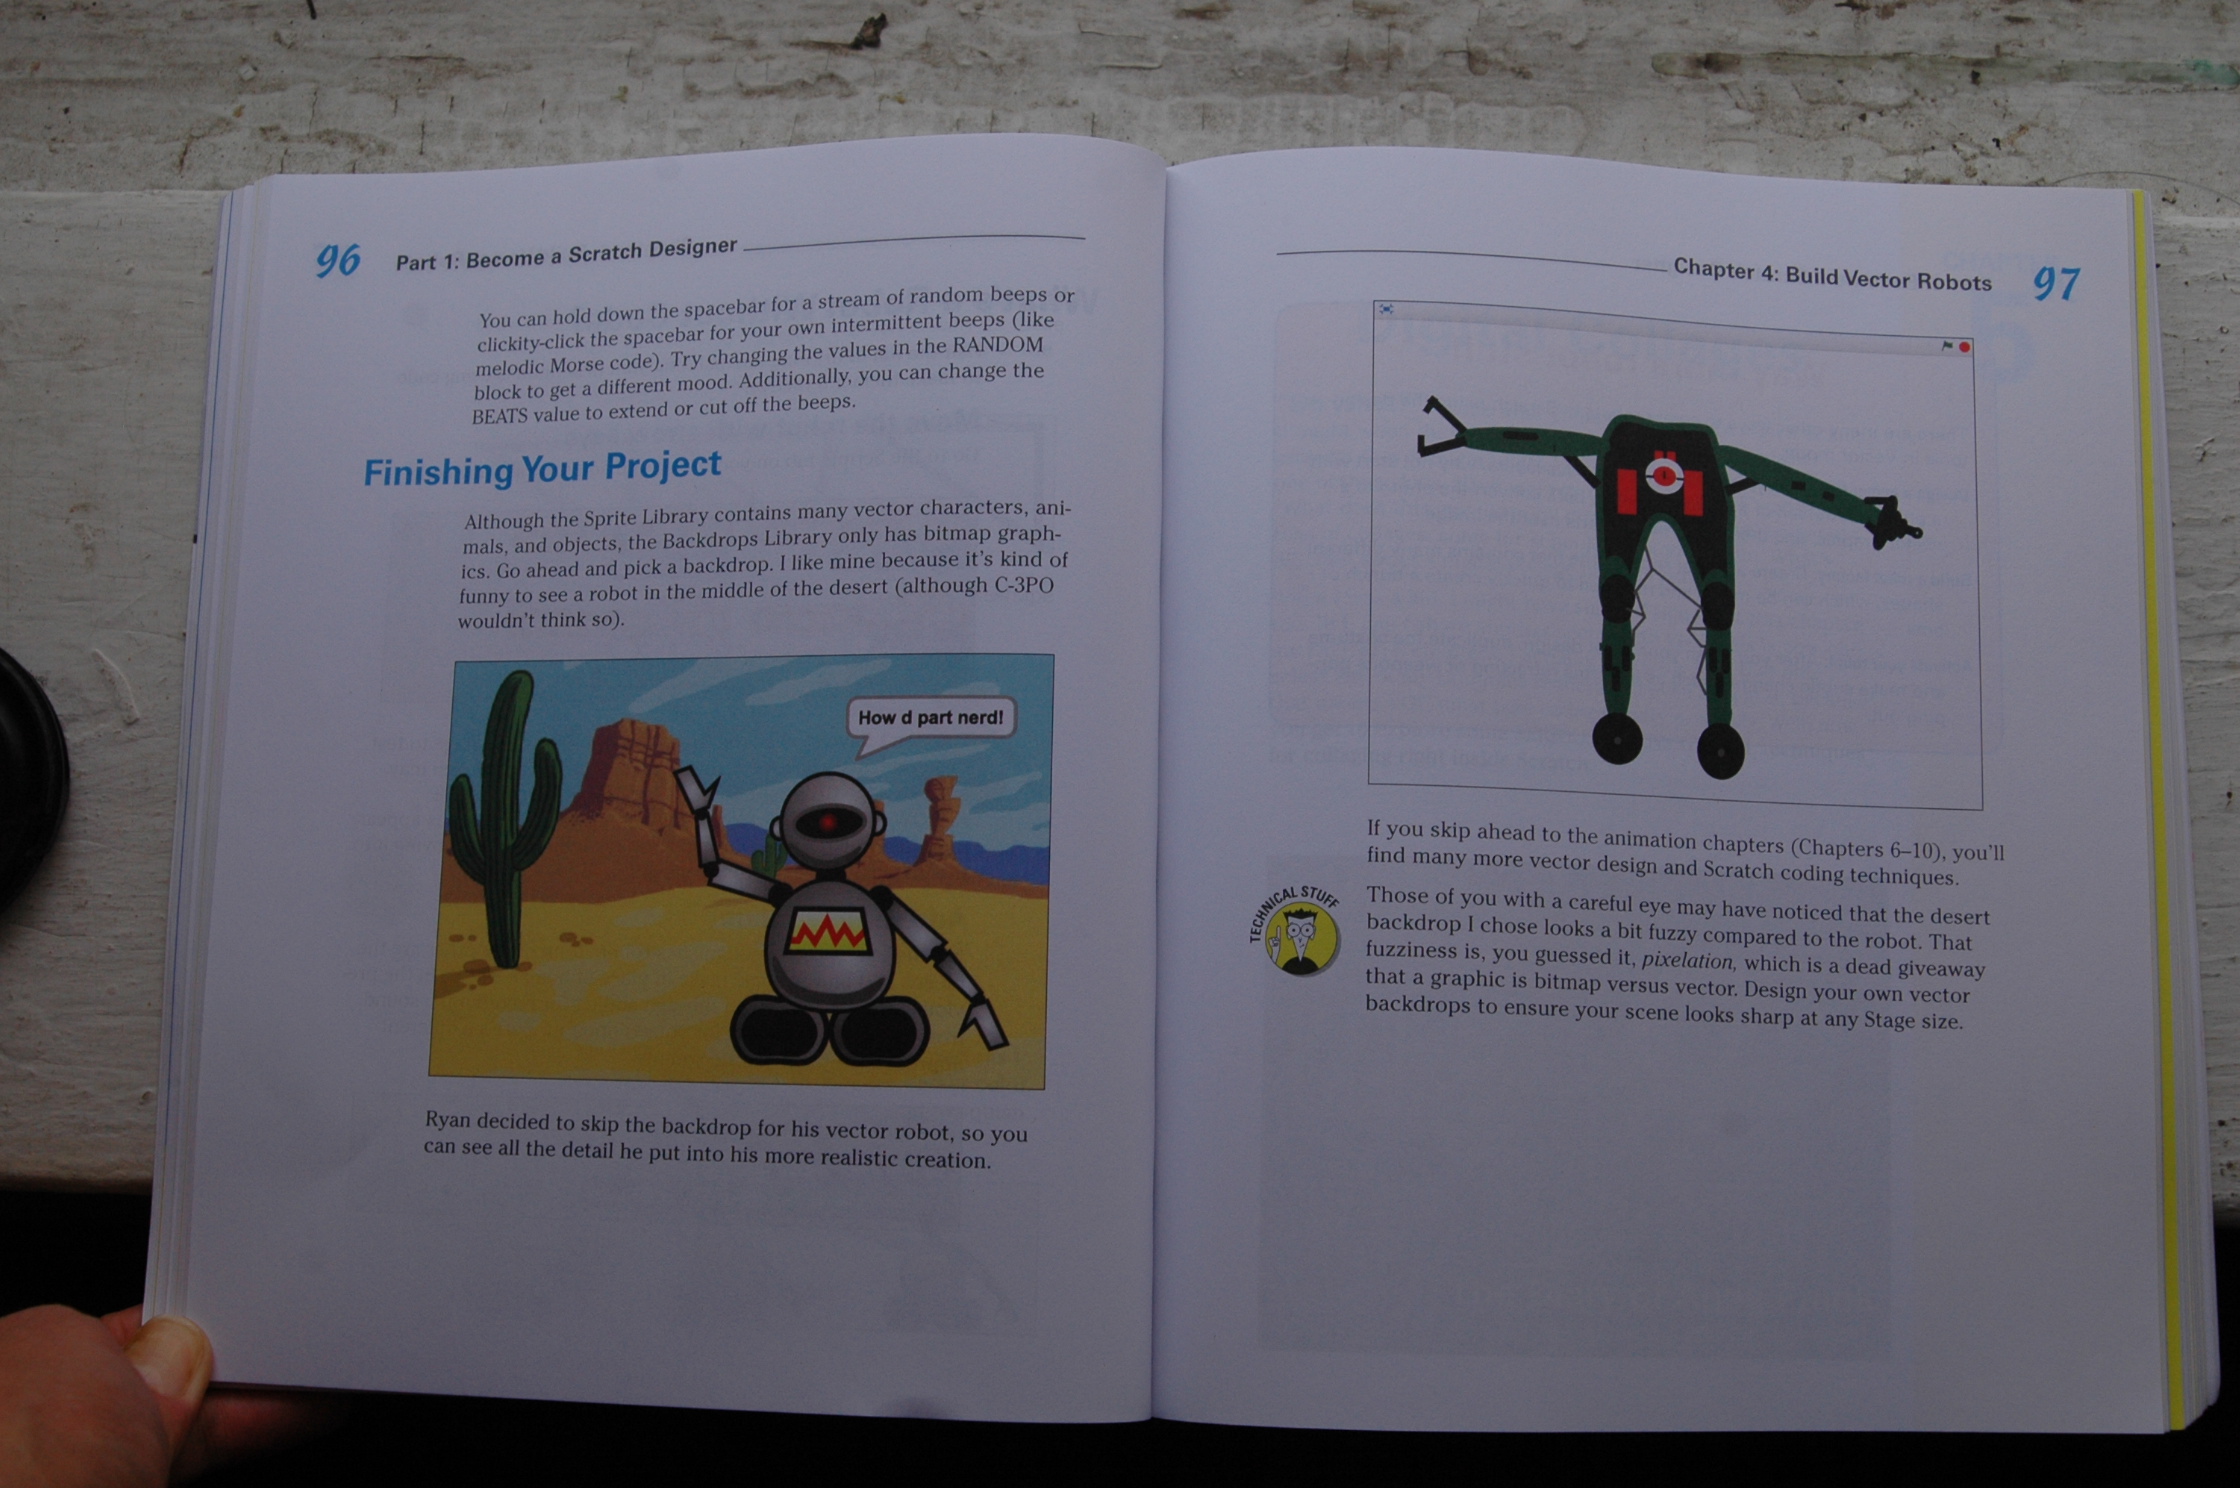 96 Part 1: Become a Scratch Designer
You can hold down the spacebar for a stream of random beeps or
clickity-click the spacebar for your own intermittent beeps (like
melodic Morse code). Try changing the values in the RANDOM
block to get a different mood. Additionally, you can change the
BEATS value to extend or cut off the beeps.
Finishing Your Project
Although the Sprite Library contains many vector characters, ani-
mals, and objects, the Backdrops Library only has bitmap graph-
ics. Go ahead and pick a backdrop. I like mine because it's kind of
funny to see a robot in the middle of the desert (although C-3PO
wouldn't think so).
How d part nerd!
Ryan decided to skip the backdrop for his vector robot, so you
can see all the detail he put into his more realistic creation.
Chapter 4: Build Vector Robots 97
If you skip ahead to the animation chapters (Chapters 6–10), you'll
find many more vector design and Scratch coding techniques.
TECHNICAL STUFF
Those of you with a careful eye may have noticed that the desert
backdrop I chose looks a bit fuzzy compared to the robot. That
fuzziness is, you guessed it, pixelation, which is a dead giveaway
that a graphic is bitmap versus vector. Design your own vector
backdrops to ensure your scene looks sharp at any Stage size.